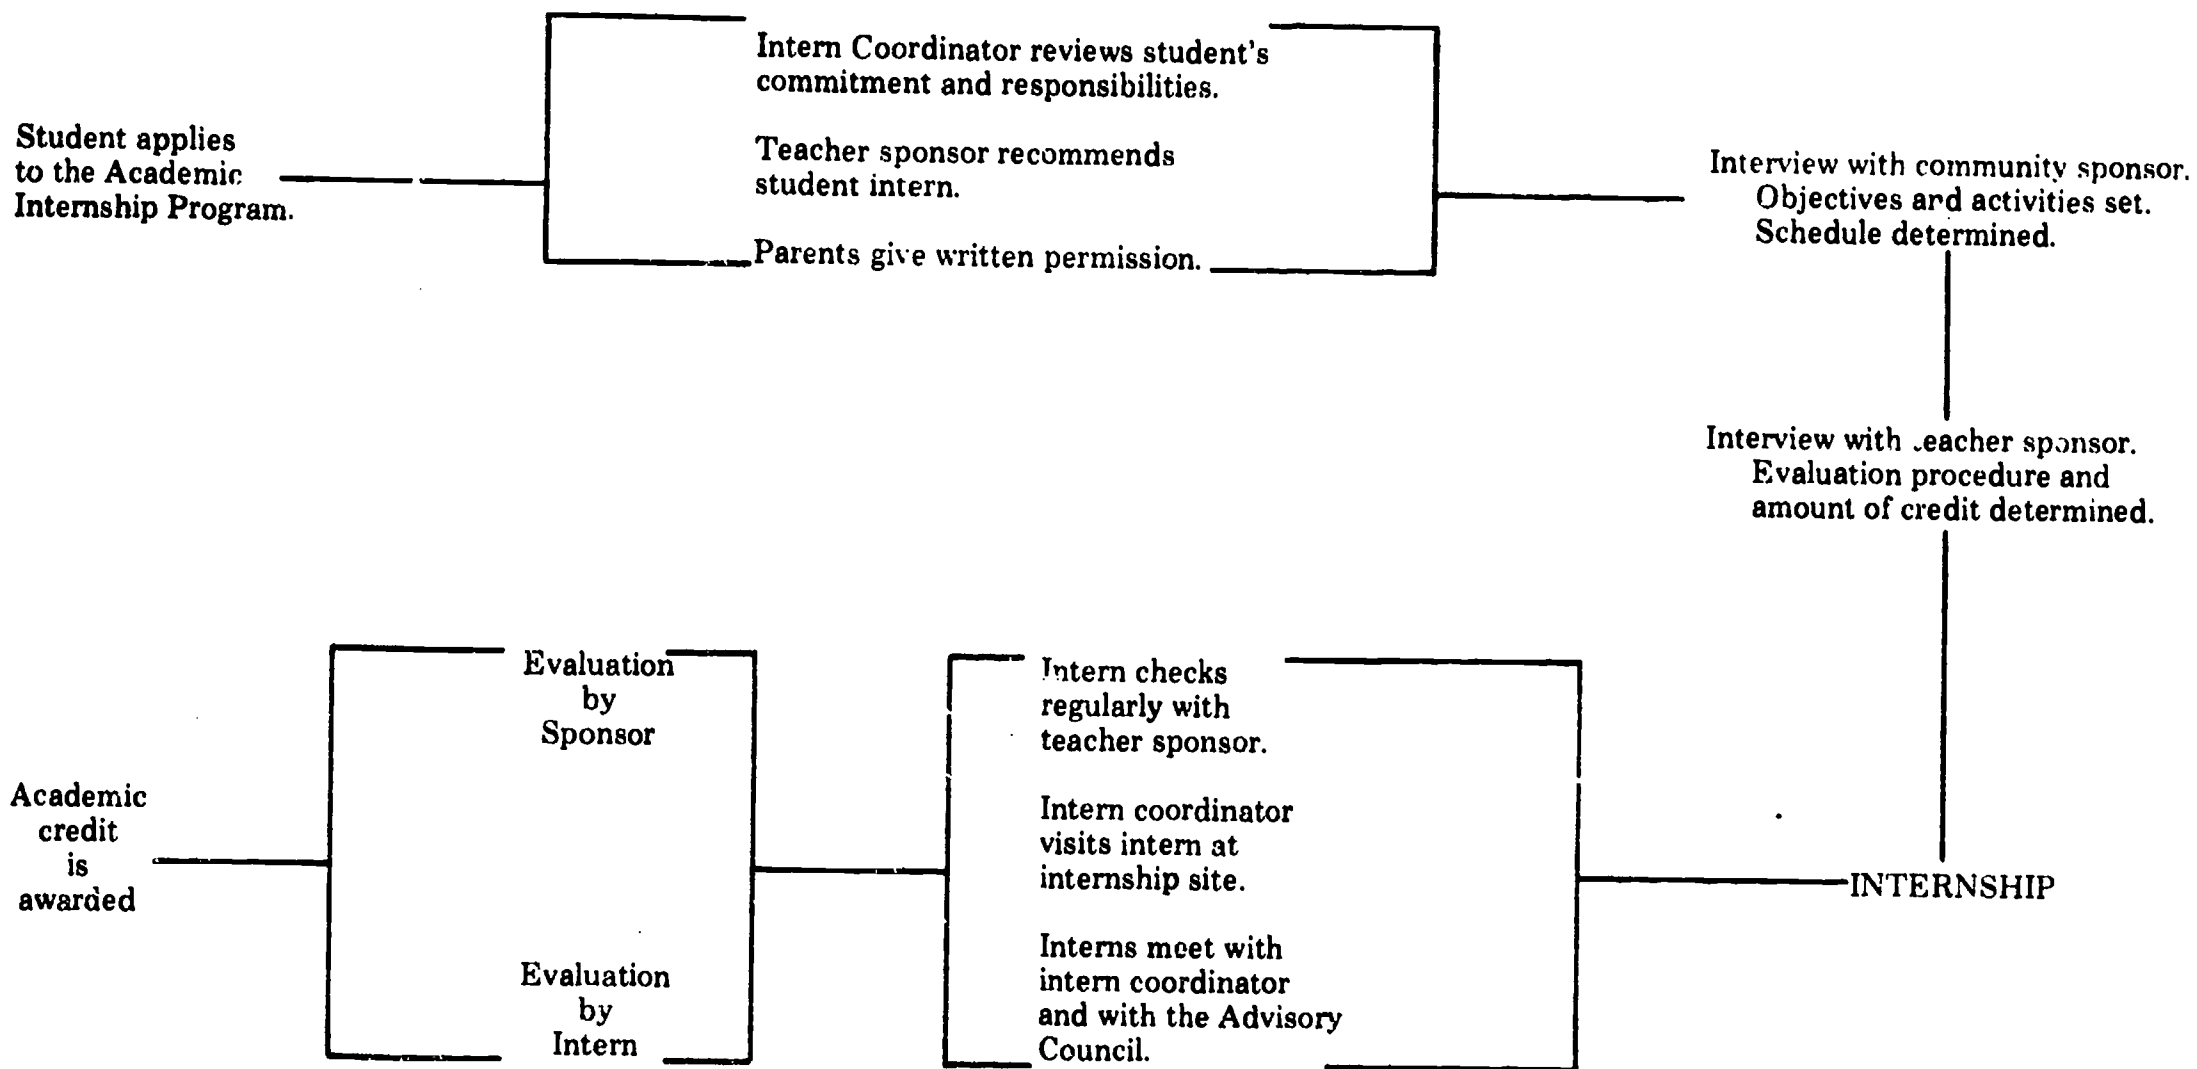 Student applies
to the Academic
Internship Program.
Intern Coordinator reviews student's
commitment and responsibilities.
Teacher sponsor recommends
student intern.
Parents give written permission.
Interview with community sponsor.
Objectives and activities set.
Schedule determined.
Interview with teacher sponsor.
Evaluation procedure and
amount of credit determined.
INTERNSHIP
Intern checks
regularly with
teacher sponsor.
Intern coordinator
visits intern at
internship site.
Interns meet with
intern coordinator
and with the Advisory
Council.
Evaluation
by
Sponsor
Evaluation
by
Intern
Academic
credit
is
awarded